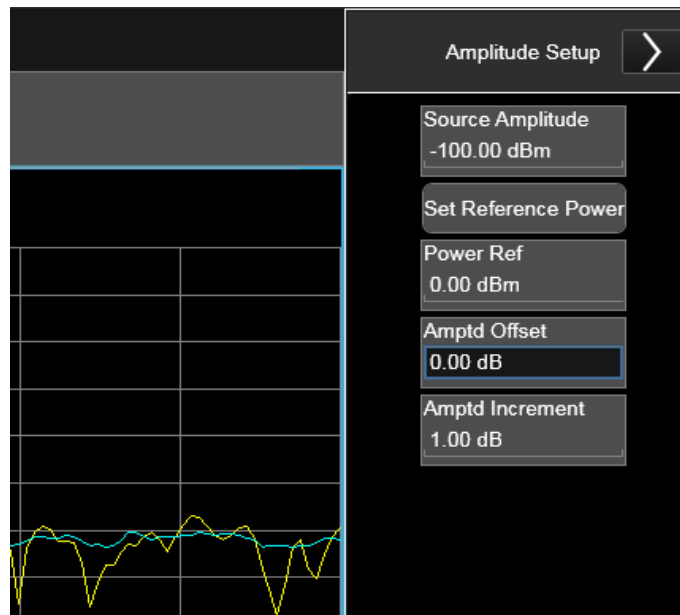 Amplitude Setup
Source Amplitude
-100.00 dBm
Set Reference Power
Power Ref
0.00 dBm
Amptd Offset
0.00 dB
Amptd Increment
1.00 dB